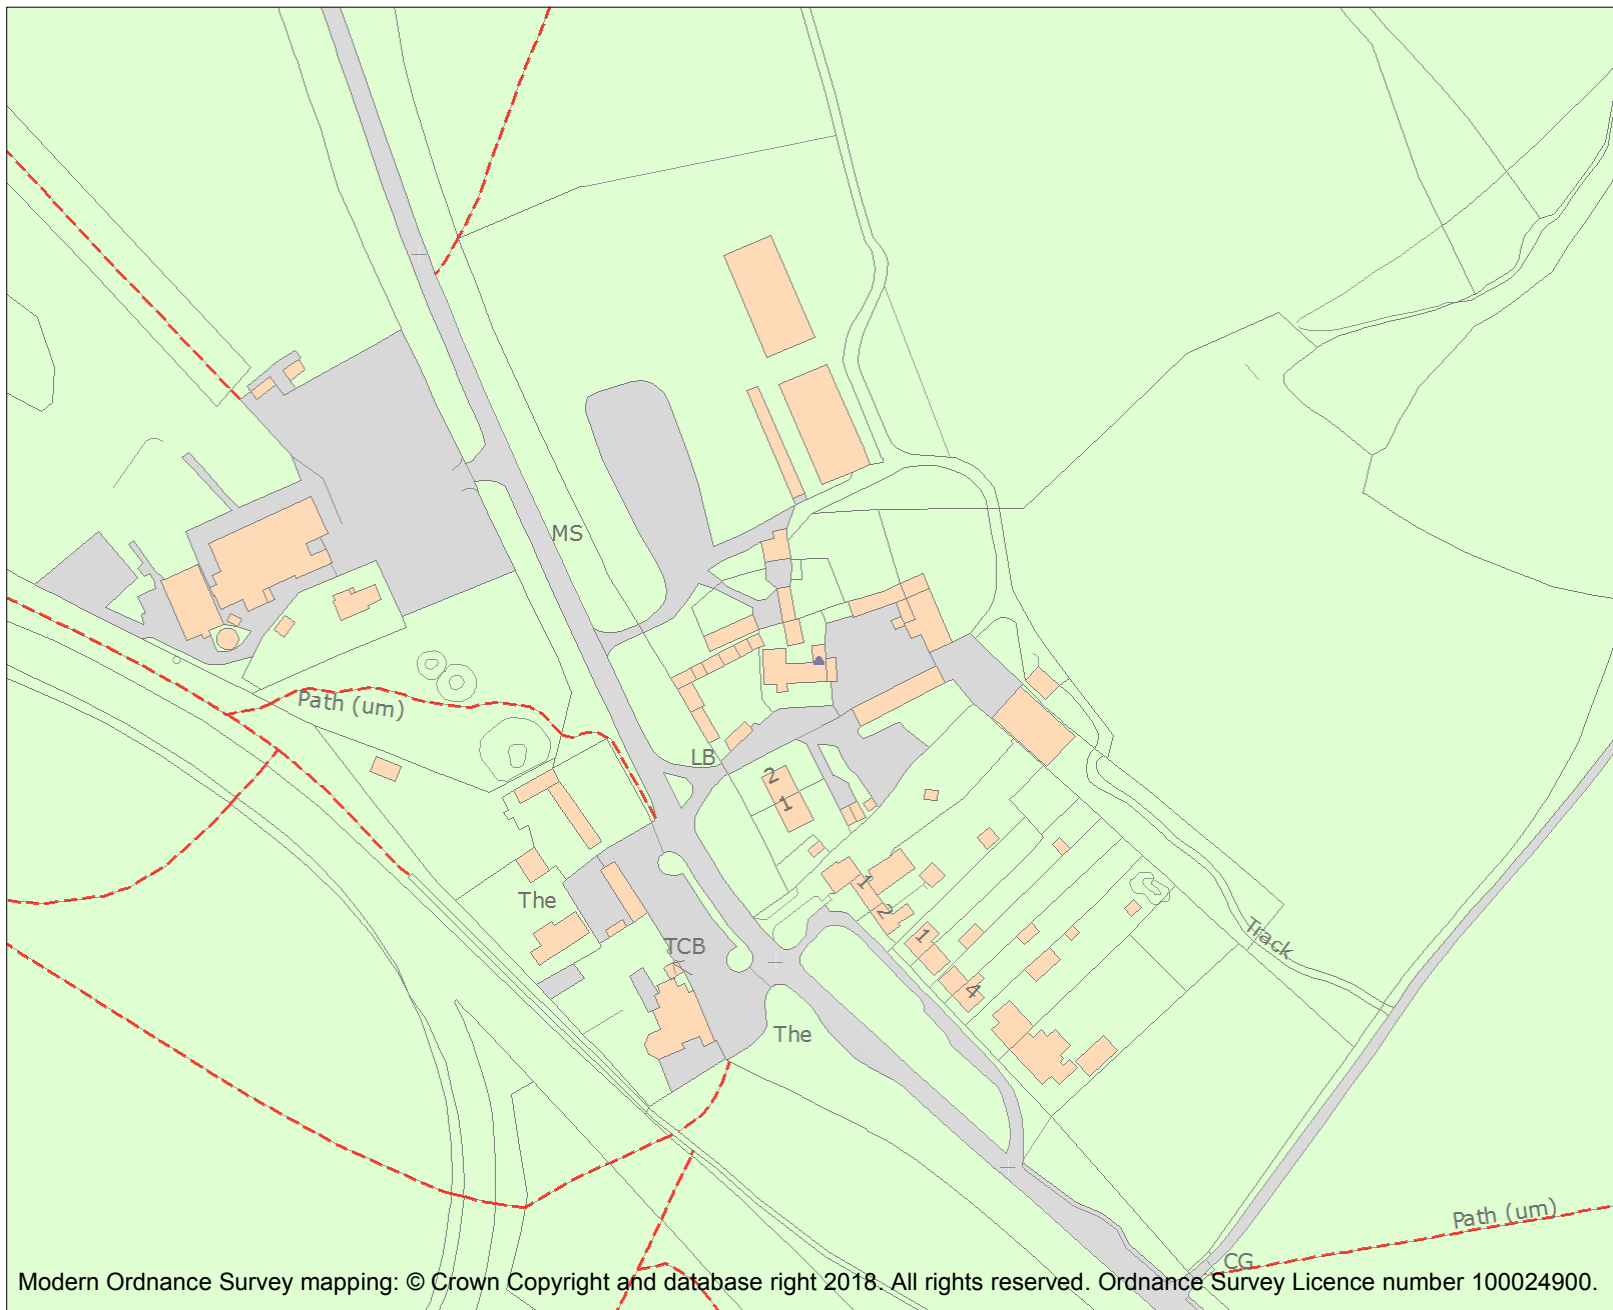 MS
Path (um)
LB
2
1
The
1
2
TCB
1
Track
4
The
Path (um)
CG
Modern Ordnance Survey mapping: © Crown Copyright and database right 2018. All rights reserved. Ordnance Survey Licence number 100024900.